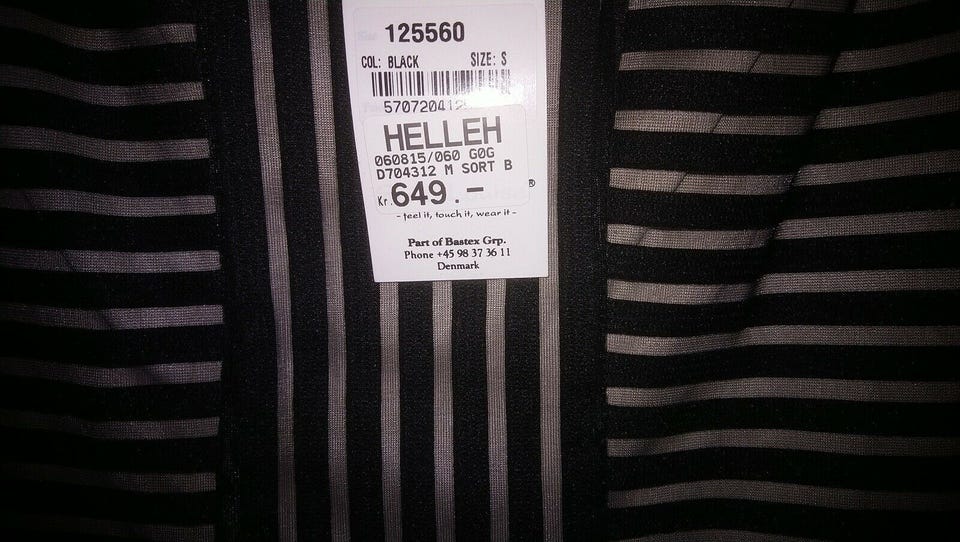 125560
COL: BLACK SIZE: S
HELLEH
060815/060 G0G
D704312 M SORT B
Kr. 649.-
®
- feel it, touch it, wear it -
Part of Bastex Grp.
Phone +45 98 37 36 11
Denmark